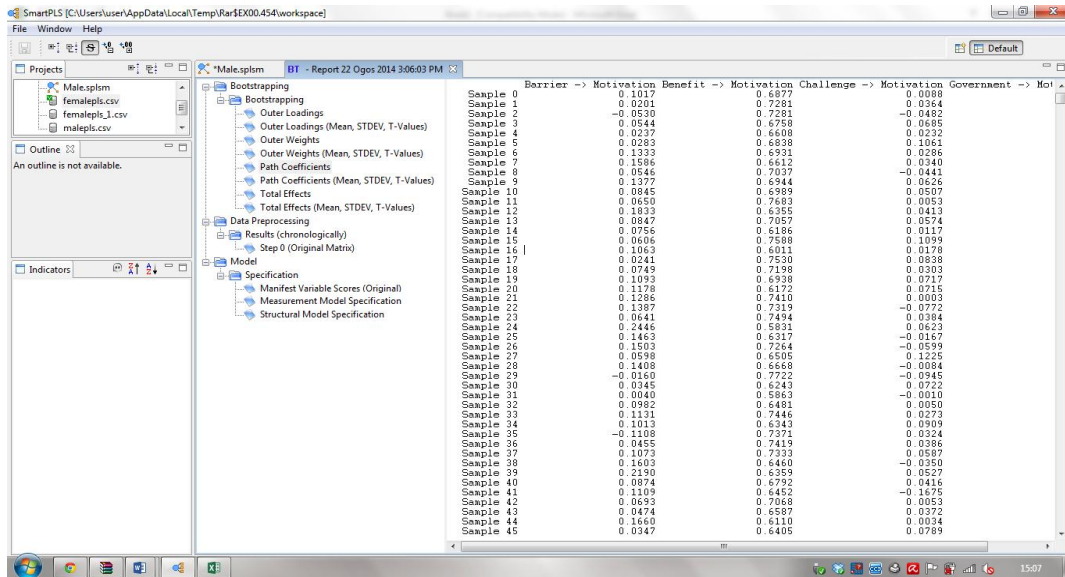 SmartPLS [C:\Users\user\AppData\Local\Temp\Rar$EX00.454\workspace]
File Window Help
Default
Projects
Male.splsm
femalepls.csv
femalepls_1.csv
malepls.csv
Outline
An outline is not available.
Indicators
*Male.splsm
BT - Report 22 Ogos 2014 3:06:03 PM
Bootstrapping
Bootstrapping
Outer Loadings
Outer Loadings (Mean, STDEV, T-Values)
Outer Weights
Outer Weights (Mean, STDEV, T-Values)
Path Coefficients
Path Coefficients (Mean, STDEV, T-Values)
Total Effects
Total Effects (Mean, STDEV, T-Values)
Data Preprocessing
Results (chronologically)
Step 0 (Original Matrix)
Model
Specification
Manifest Variable Scores (Original)
Measurement Model Specification
Structural Model Specification
Barrier -> Motivation Benefit -> Motivation Challenge -> Motivation Government -> Mot
Sample 0 0.1017 0.6877 0.0088
Sample 1 0.0201 0.7281 0.0364
Sample 2 -0.0530 0.7281 -0.0482
Sample 3 0.0544 0.6758 0.0685
Sample 4 0.0237 0.6608 0.0232
Sample 5 0.0283 0.6838 0.1061
Sample 6 0.1333 0.6931 0.0286
Sample 7 0.1586 0.6612 0.0340
Sample 8 0.0546 0.7037 -0.0441
Sample 9 0.1377 0.6944 0.0626
Sample 10 0.0845 0.6989 0.0507
Sample 11 0.0650 0.7683 0.0053
Sample 12 0.1833 0.6355 0.0413
Sample 13 0.0847 0.7057 0.0574
Sample 14 0.0756 0.6186 0.0117
Sample 15 0.0606 0.7588 0.1099
Sample 16 0.1063 0.6011 0.0178
Sample 17 0.0241 0.7530 0.0838
Sample 18 0.0749 0.7198 0.0303
Sample 19 0.1093 0.6938 0.0717
Sample 20 0.1178 0.6172 0.0715
Sample 21 0.1286 0.7410 0.0003
Sample 22 0.1387 0.7319 -0.0772
Sample 23 0.0641 0.7494 0.0384
Sample 24 0.2446 0.5831 0.0623
Sample 25 0.1463 0.6317 -0.0167
Sample 26 0.1503 0.7264 -0.0599
Sample 27 0.0598 0.6505 0.1225
Sample 28 0.1408 0.6668 -0.0084
Sample 29 -0.0160 0.7722 -0.0945
Sample 30 0.0345 0.6243 0.0722
Sample 31 0.0040 0.5863 -0.0010
Sample 32 0.0982 0.6481 0.0050
Sample 33 0.1131 0.7446 0.0273
Sample 34 0.1013 0.6343 0.0909
Sample 35 -0.1108 0.7371 0.0324
Sample 36 0.0455 0.7419 0.0386
Sample 37 0.1073 0.7333 0.0587
Sample 38 0.1603 0.6460 -0.0350
Sample 39 0.2190 0.6359 0.0527
Sample 40 0.0874 0.6792 0.0416
Sample 41 0.1109 0.6452 -0.1675
Sample 42 0.0693 0.7068 0.0053
Sample 43 0.0474 0.6587 0.0372
Sample 44 0.1660 0.6110 0.0034
Sample 45 0.0347 0.6405 0.0789
15:07